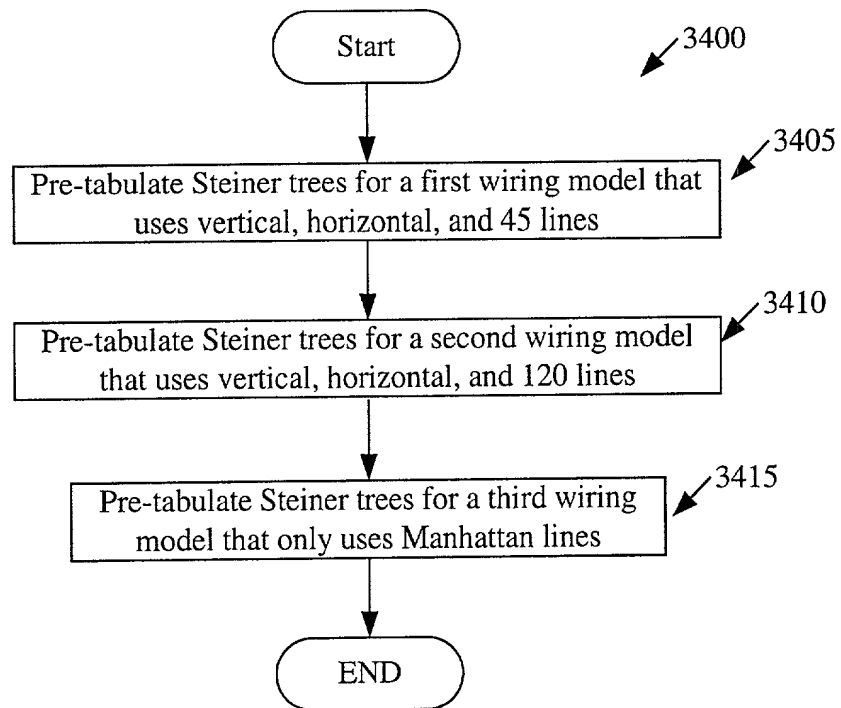 Start
3400
3405
Pre-tabulate Steiner trees for a first wiring model that
uses vertical, horizontal, and 45 lines
3410
Pre-tabulate Steiner trees for a second wiring model
that uses vertical, horizontal, and 120 lines
3415
Pre-tabulate Steiner trees for a third wiring
model that only uses Manhattan lines
END